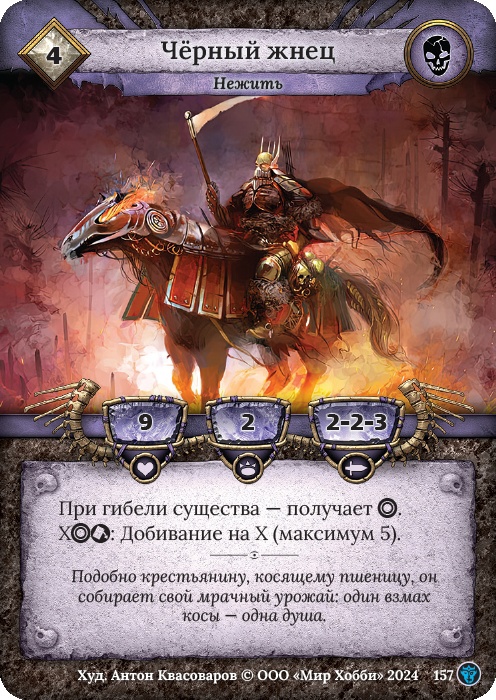 4
Чёрный жнец
Нежить
9
2
2-2-3
При гибели существа — получает .
X: Добивание на X (максимум 5).
Подобно крестьянину, косящему пшеницу, он
собирает свой мрачный урожай: один взмах
косы — одна душа.
Худ. Антон Квасоваров © ООО «Мир Хобби» 2024 157